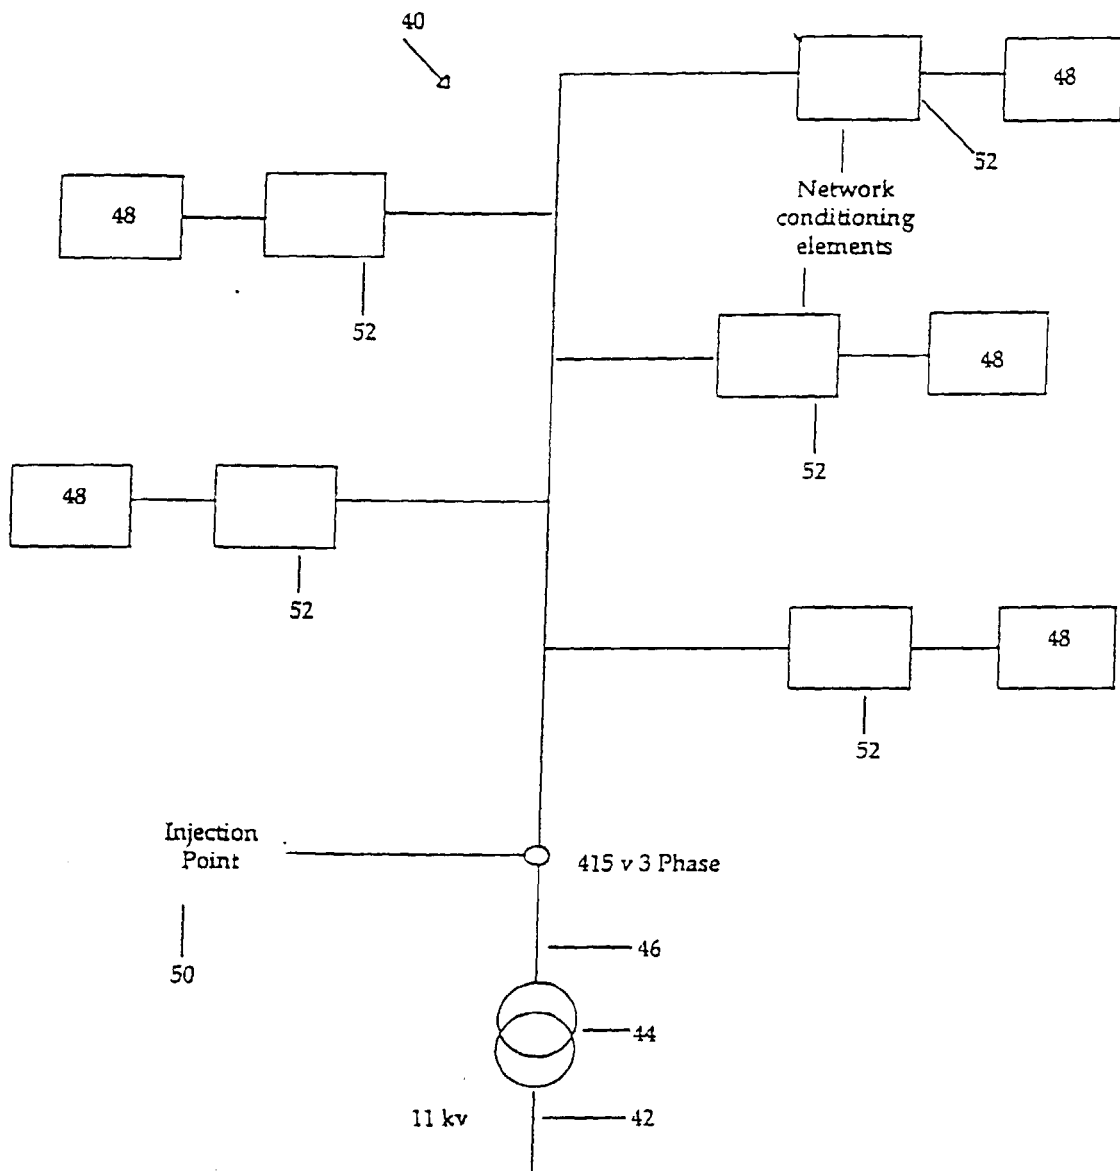 40
48
52
Network
conditioning
elements
48
52
48
52
48
52
48
52
Injection
Point
415 v 3 Phase
46
50
44
11 kv
42